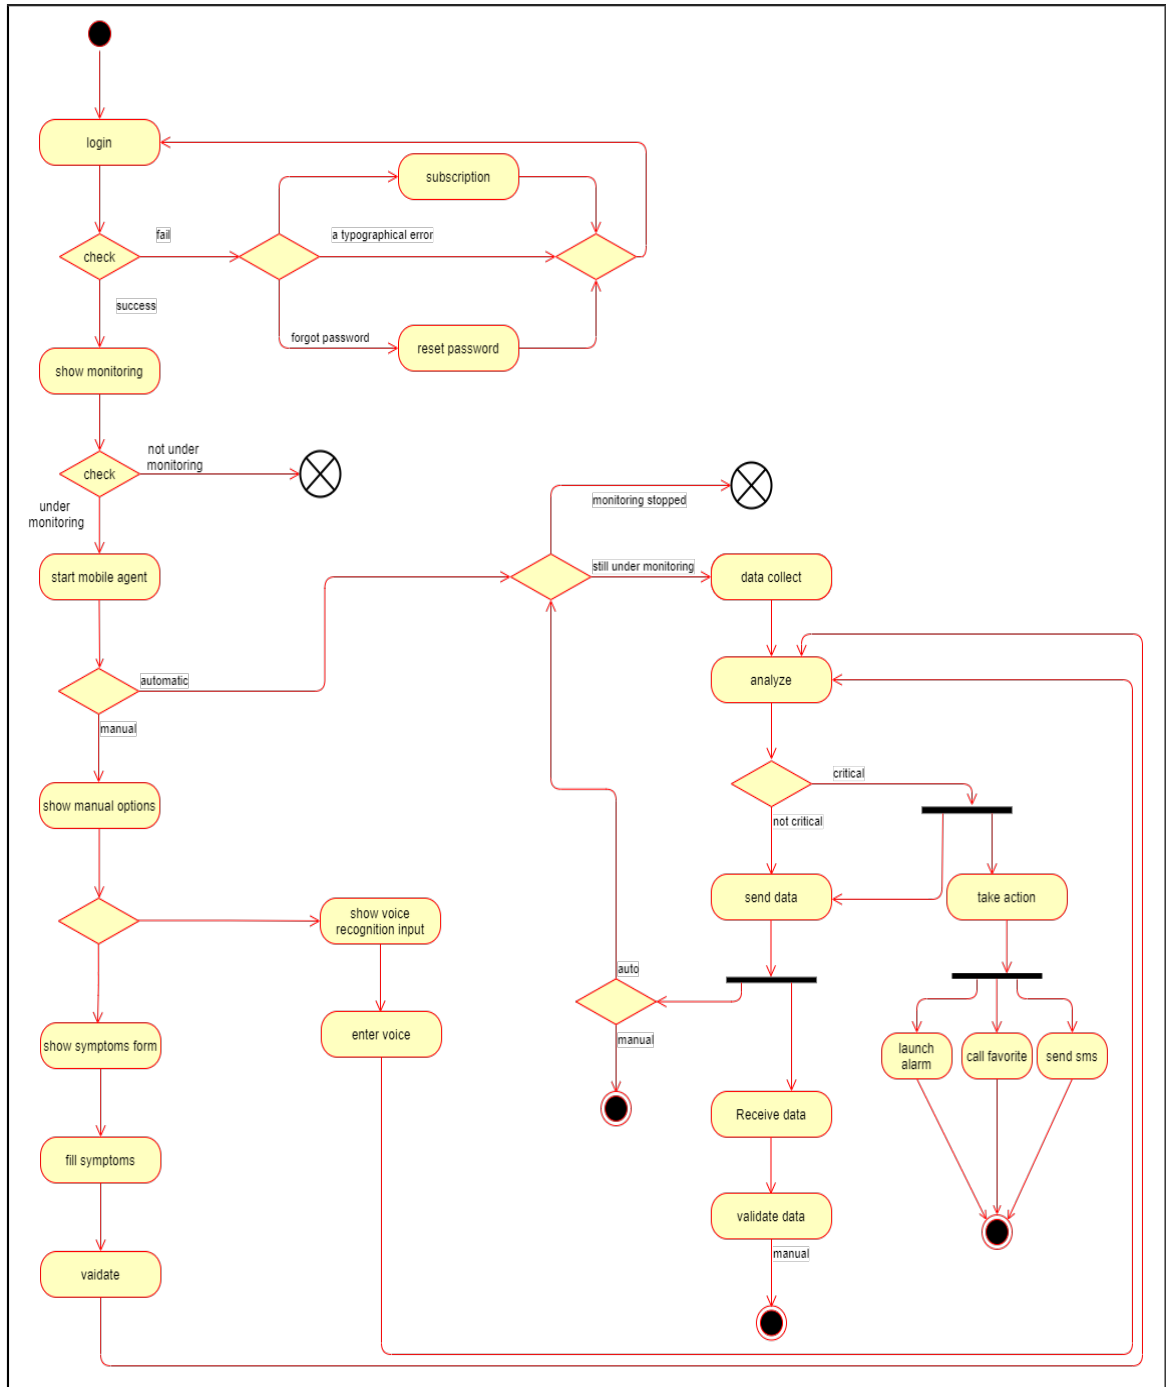 login
subscription
fail
a typographical error
check
success
forgot password
reset password
show monitoring
not under
monitoring
check
under
monitoring
monitoring stopped
start mobile agent
still under monitoring
data collect
automatic
analyze
manual
critical
show manual options
not critical
send data
take action
show voice
recognition input
auto
enter voice
manual
show symptoms form
launch
alarm
call favorite
send sms
Receive data
fill symptoms
validate data
manual
vaidate